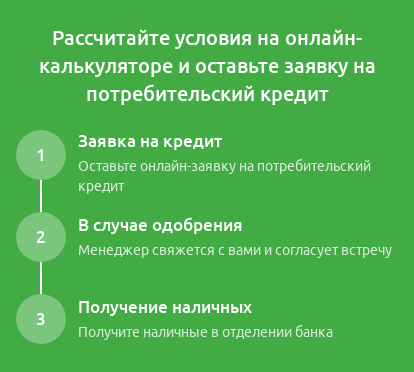 Рассчитайте условия на онлайн-
калькуляторе и оставьте заявку на
потребительский кредит
1
Заявка на кредит
Оставьте онлайн-заявку на потребительский
кредит
2
В случае одобрения
Менеджер свяжется с вами и согласует встречу
3
Получение наличных
Получите наличные в отделении банка